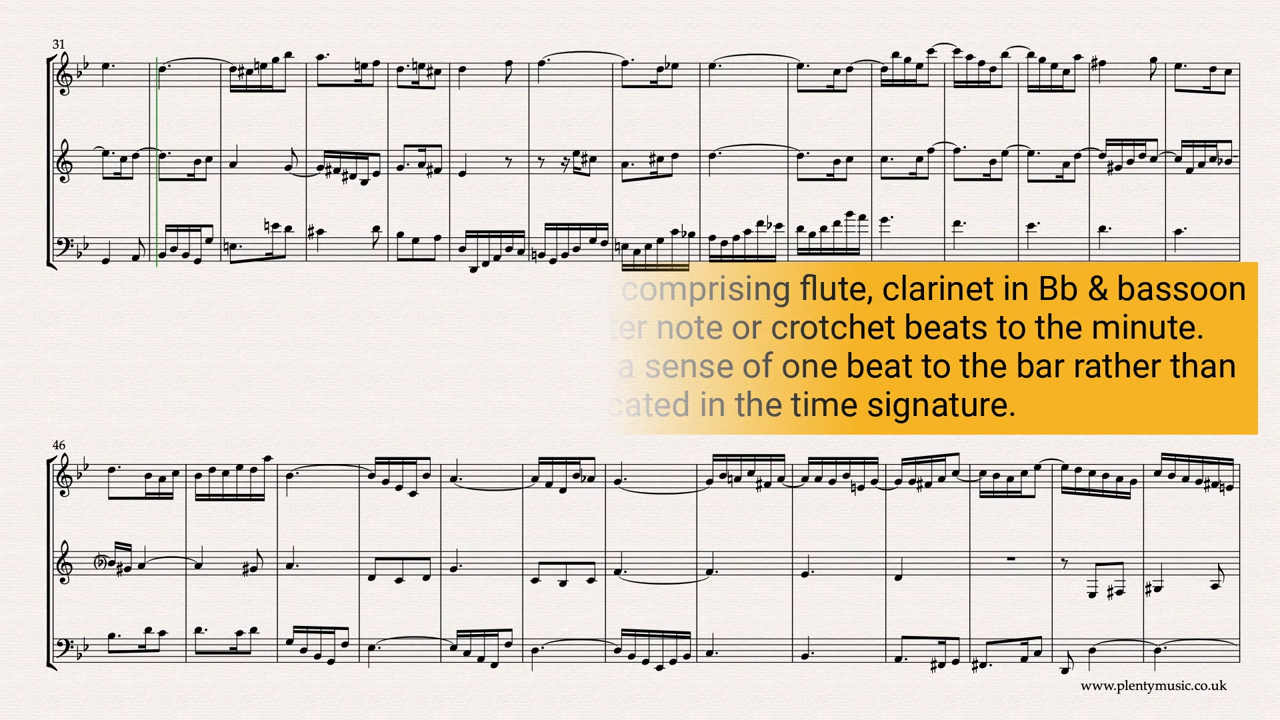 31
comprising flute, clarinet in Bb & bassoon
ter note or crotchet beats to the minute.
a sense of one beat to the bar rather than
cated in the time signature.
46
www.plentymusic.co.uk